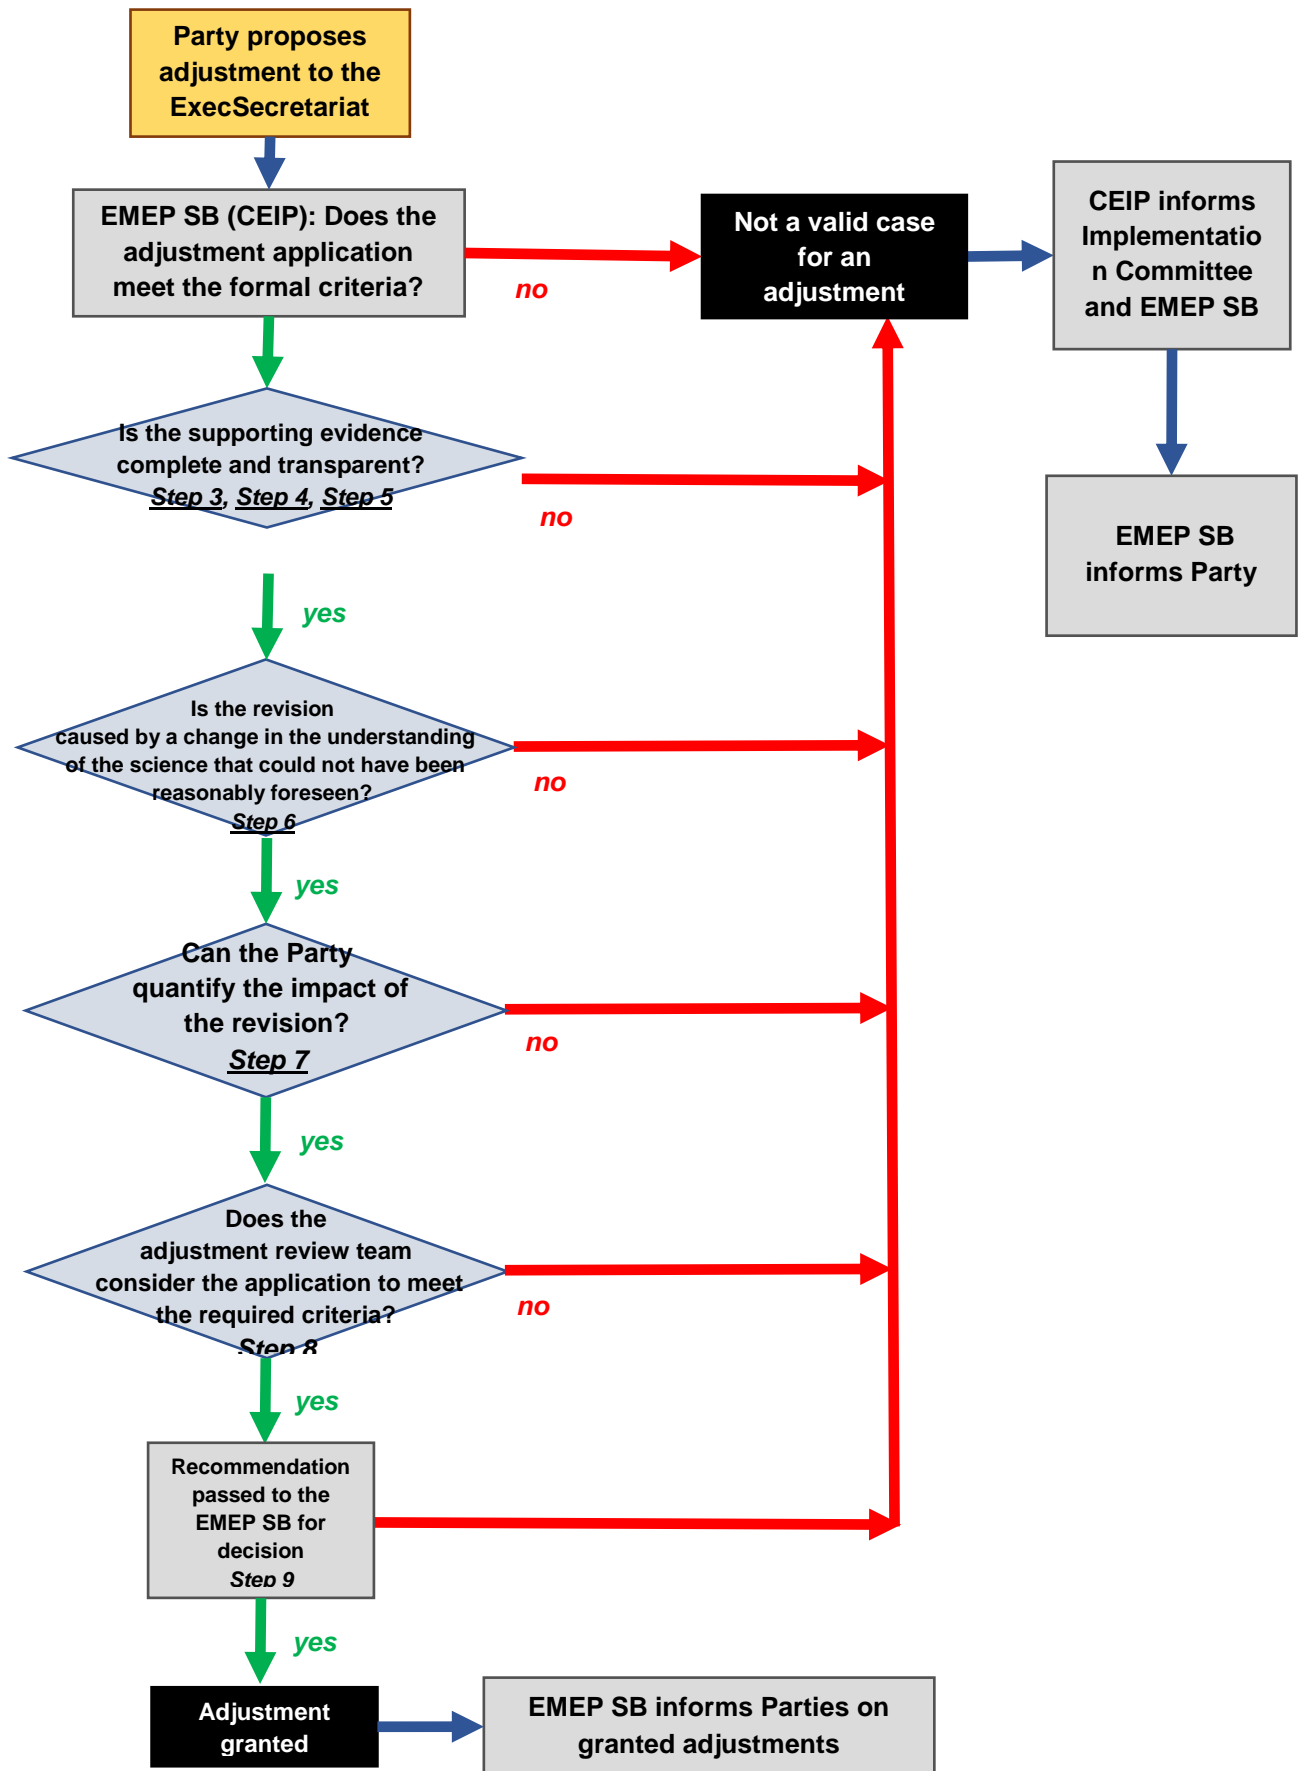 Party proposes
adjustment to the
ExecSecretariat
EMEP SB (CEIP): Does the
adjustment application
meet the formal criteria?
no
Not a valid case
for an
adjustment
CEIP informs
Implementatio
n Committee
and EMEP SB
EMEP SB
informs Party
Is the supporting evidence
complete and transparent?
Step 3, Step 4, Step 5
no
yes
Is the revision
caused by a change in the understanding
of the science that could not have been
reasonably foreseen?
Step 6
no
yes
Can the Party
quantify the impact of
the revision?
Step 7
no
yes
Does the
adjustment review team
consider the application to meet
the required criteria?
Step 8
no
yes
Recommendation
passed to the
EMEP SB for
decision
Step 9
yes
Adjustment
granted
EMEP SB informs Parties on
granted adjustments